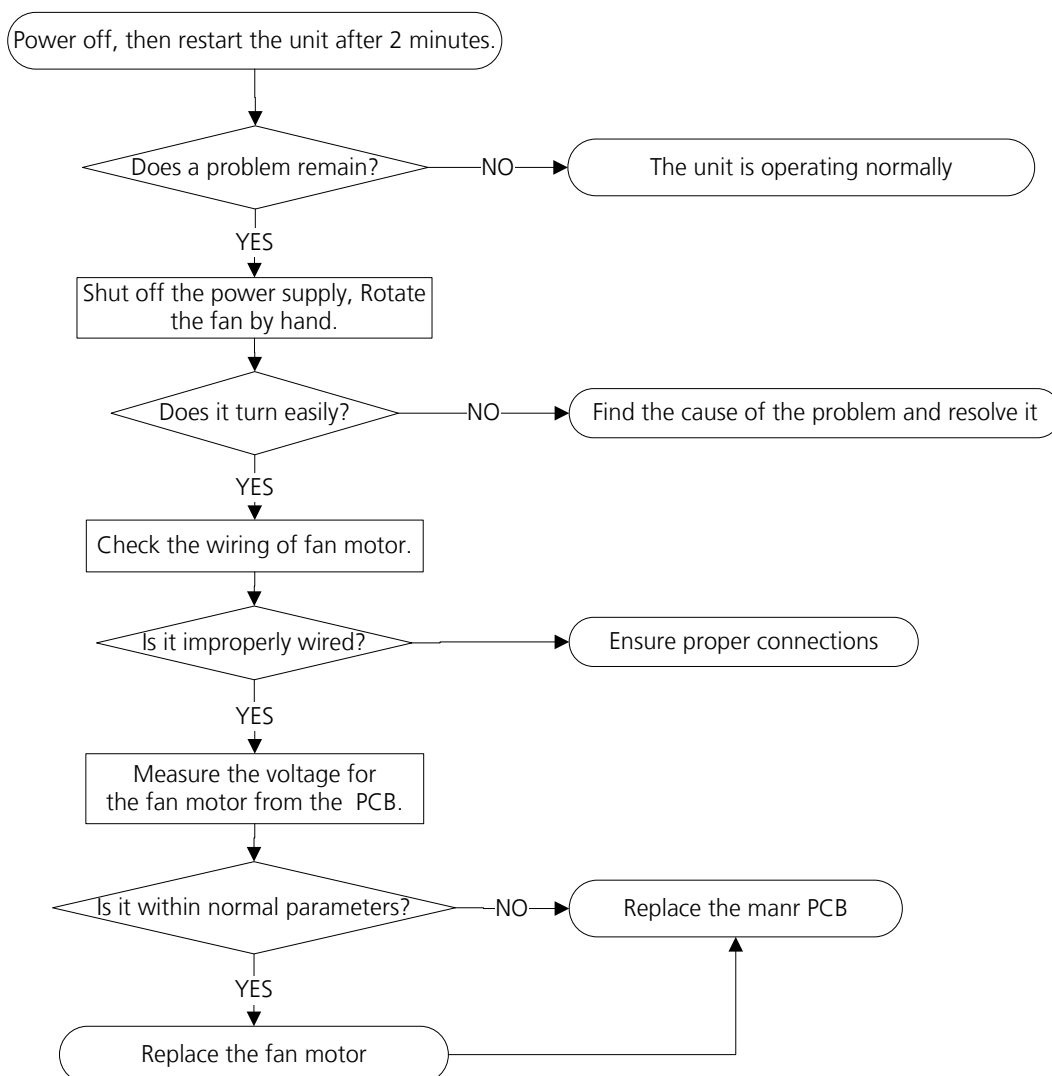 Power off, then restart the unit after 2 minutes.
Does a problem remain?
NO
The unit is operating normally
YES
Shut off the power supply, Rotate
the fan by hand.
Does it turn easily?
NO
Find the cause of the problem and resolve it
YES
Check the wiring of fan motor.
Is it improperly wired?
Ensure proper connections
YES
Measure the voltage for
the fan motor from the PCB.
Is it within normal parameters?
NO
Replace the manr PCB
YES
Replace the fan motor